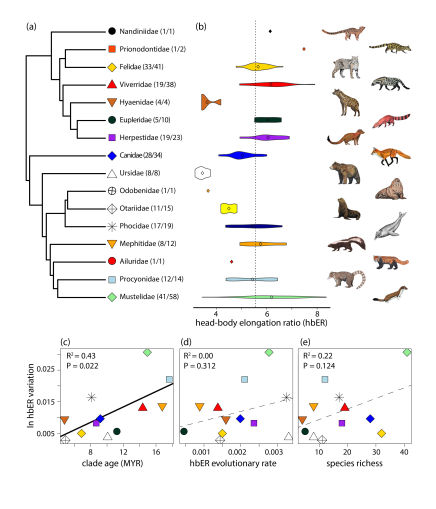 (a)
(b)
Nandiniidae (1/1)
Prionodontidae (1/2)
Felidae (33/41)
Viverridae (19/38)
Hyaenidae (4/4)
Eupleridae (5/10)
Herpestidae (19/23)
Canidae (28/34)
Ursidae (8/8)
Odobenidae (1/1)
Otariidae (11/15)
Phocidae (17/19)
Mephitidae (8/12)
Ailuridae (1/1)
Procyonidae (12/14)
Mustelidae (41/58)
4 6 8
head-body elongation ratio (hbER)
(c) (d) (e)
R² = 0.43
P = 0.022
R² = 0.00
P = 0.312
R² = 0.22
P = 0.124
ln hbER variation
0.025
0.015
0.005
5 10 15
clade age (MYR)
0.001 0.002 0.003
hbER evolutionary rate
10 20 30 40
species richess